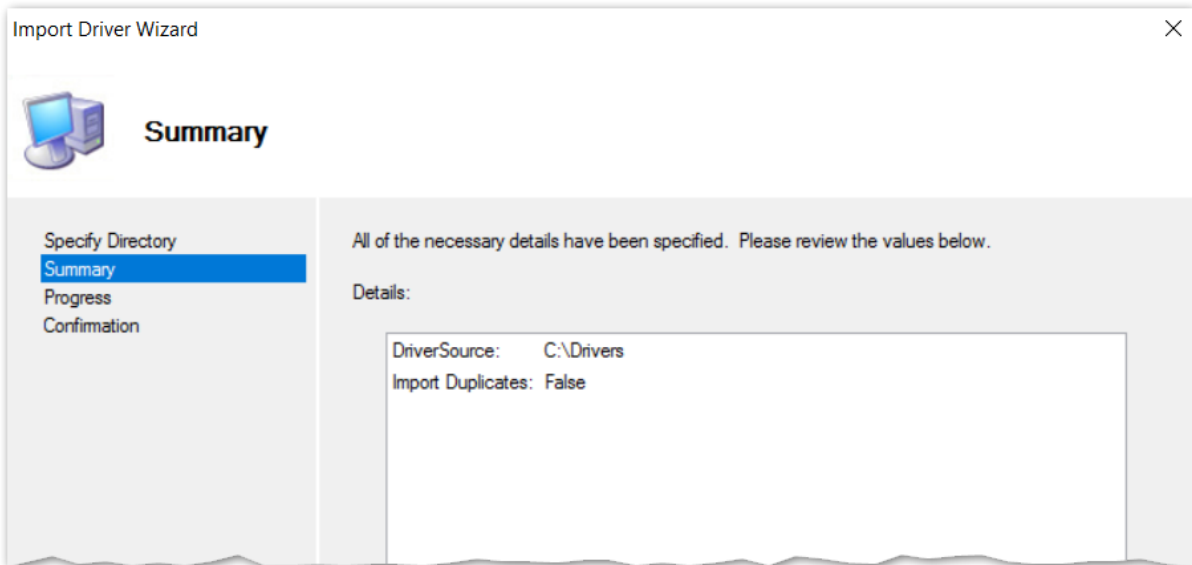 Import Driver Wizard
Summary
Specify Directory
Summary
Progress
Confirmation
All of the necessary details have been specified.  Please review the values below.
Details:
DriverSource: C:\Drivers
Import Duplicates: False